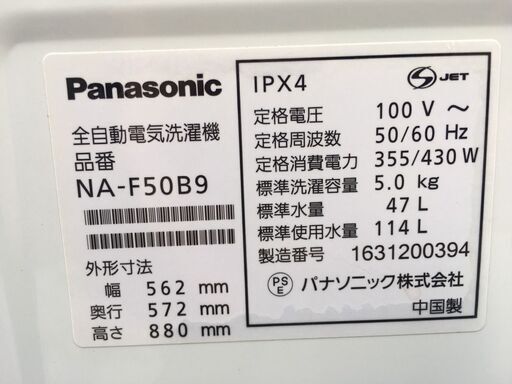 Panasonic
全自動電気洗濯機
品番
NA-F50B9
外形寸法
幅 562 mm
奥行 572 mm
高さ 880 mm
IPX4
S JET
定格電圧 100 V ～
定格周波数 50/60 Hz
定格消費電力 355/430 W
標準洗濯容量 5.0 kg
標準水量 47 L
標準使用水量 114 L
製造番号 1631200394
PS E パナソニック株式会社
中国製